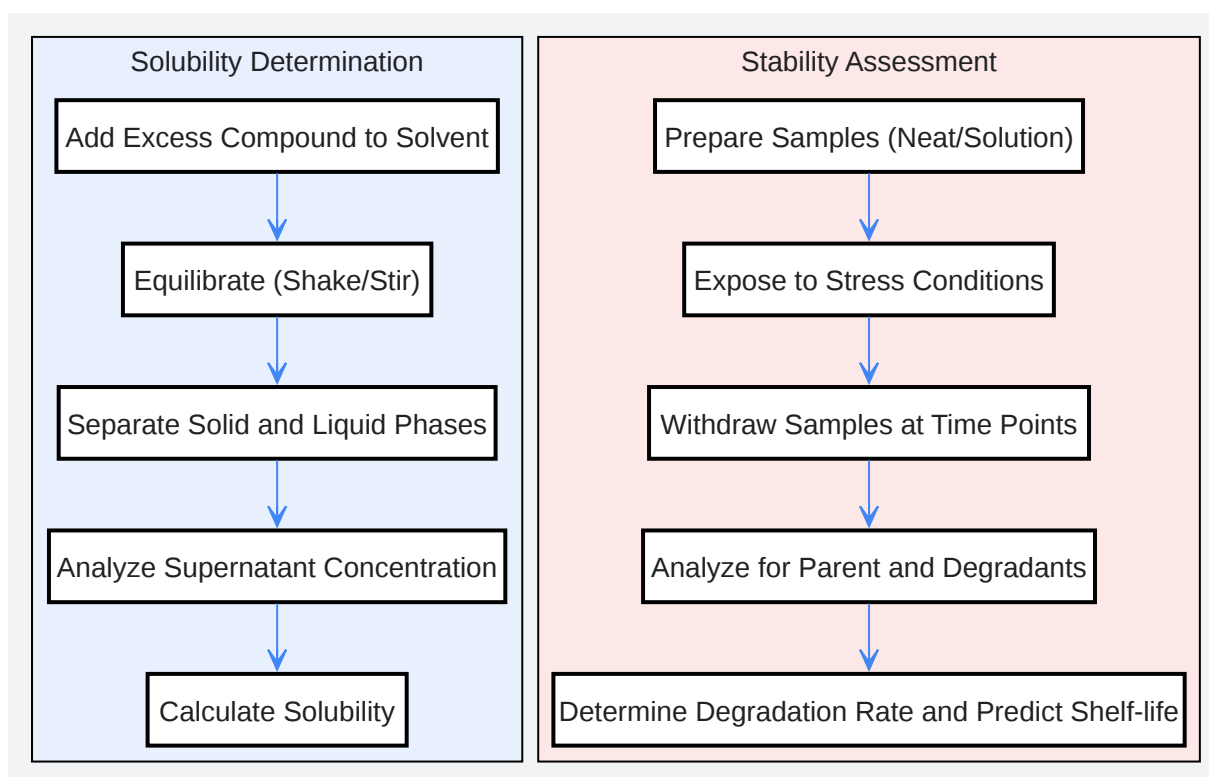 Solubility Determination
Add Excess Compound to Solvent
Equilibrate (Shake/Stir)
Separate Solid and Liquid Phases
Analyze Supernatant Concentration
Calculate Solubility
Stability Assessment
Prepare Samples (Neat/Solution)
Expose to Stress Conditions
Withdraw Samples at Time Points
Analyze for Parent and Degradants
Determine Degradation Rate and Predict Shelf-life